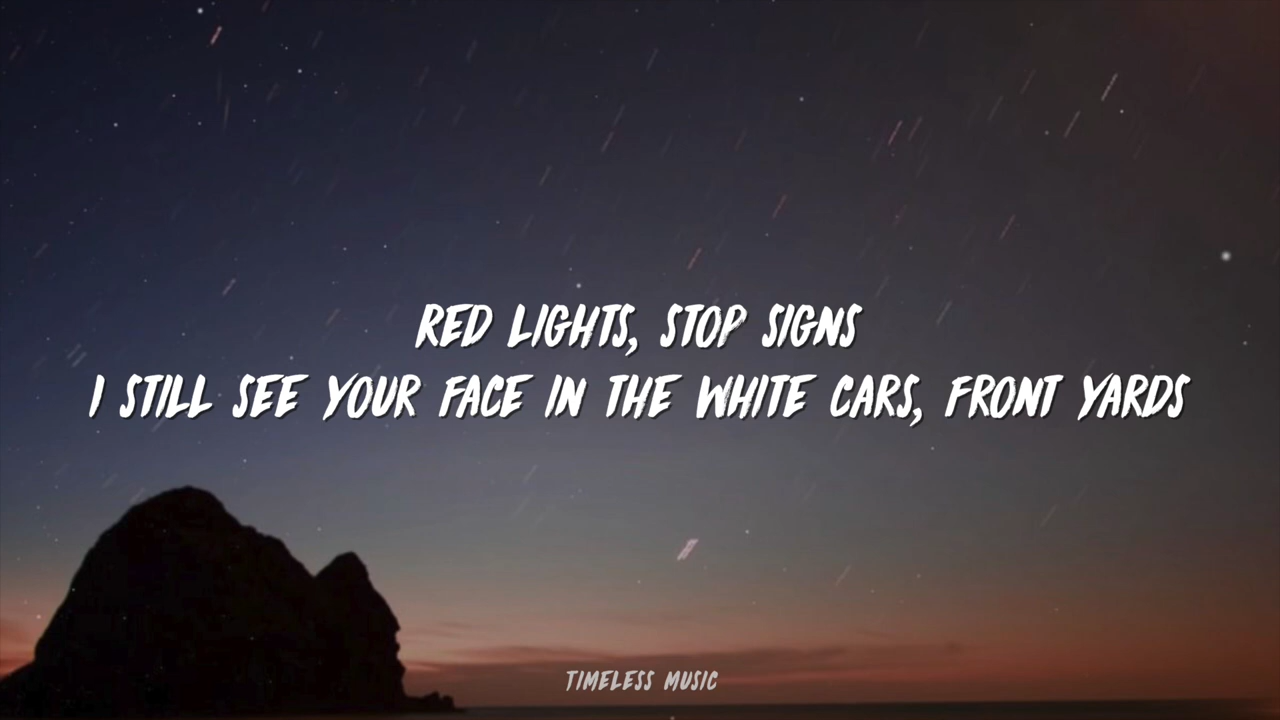 RED LIGHTS, STOP SIGNS
I STILL SEE YOUR FACE IN THE WHITE CARS, FRONT YARDS
TIMELESS MUSIC